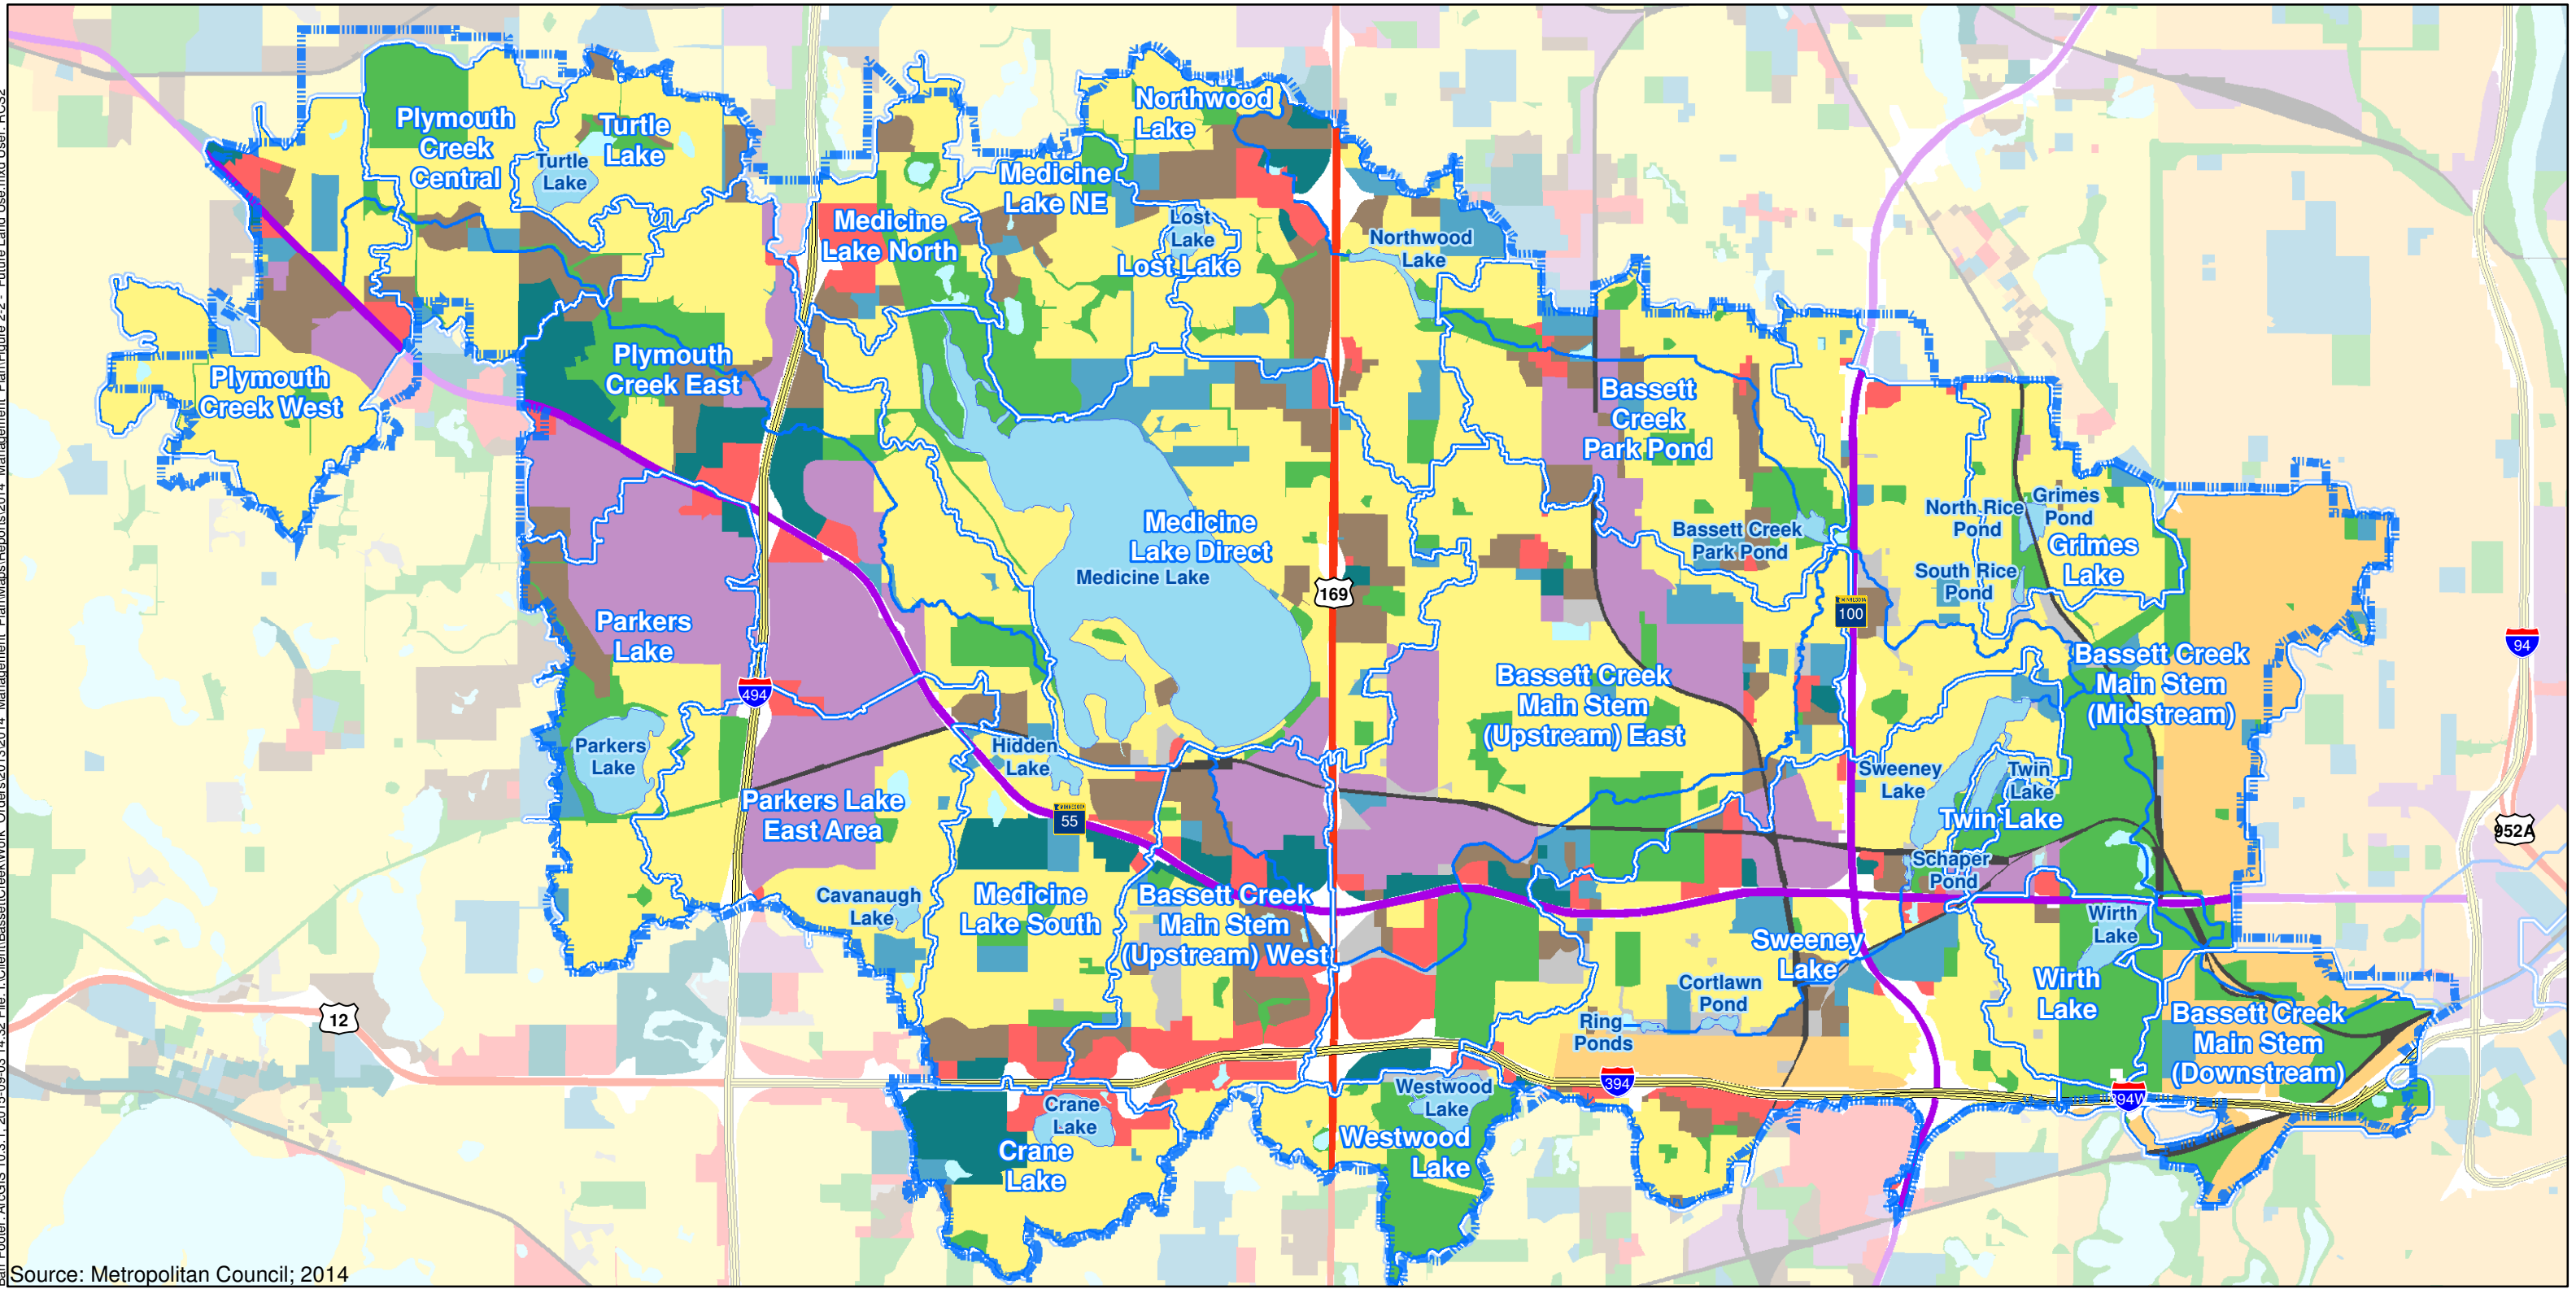 Plymouth
Creek
Central
Turtle
Lake
Turtle
Lake
Northwood
Lake
Medicine
Lake NE
Medicine
Lake North
Lost
Lake
Lost Lake
Northwood
Lake
Plymouth
Creek West
Plymouth
Creek East
Bassett
Creek
Park Pond
Bassett Creek
Park Pond
North Rice
Pond
Grimes
Pond
Grimes
Lake
South Rice
Pond
Medicine
Lake Direct
Medicine Lake
169
100
94
Parkers
Lake
494
Parkers
Lake
Bassett Creek
Main Stem
(Upstream) East
Bassett Creek
Main Stem
(Midstream)
Hidden
Lake
Sweeney
Lake
Twin
Lake
Twin Lake
Parkers Lake
East Area
55
952A
Schaper
Pond
Cavanaugh
Lake
Medicine
Lake South
Bassett Creek
Main Stem
(Upstream) West
Sweeney
Lake
Wirth
Lake
Wirth
Lake
Cortlawn
Pond
Ring
Ponds
12
Bassett Creek
Main Stem
(Downstream)
394
394W
Crane
Lake
Crane
Lake
Westwood
Lake
Westwood
Lake
Source: Metropolitan Council; 2014